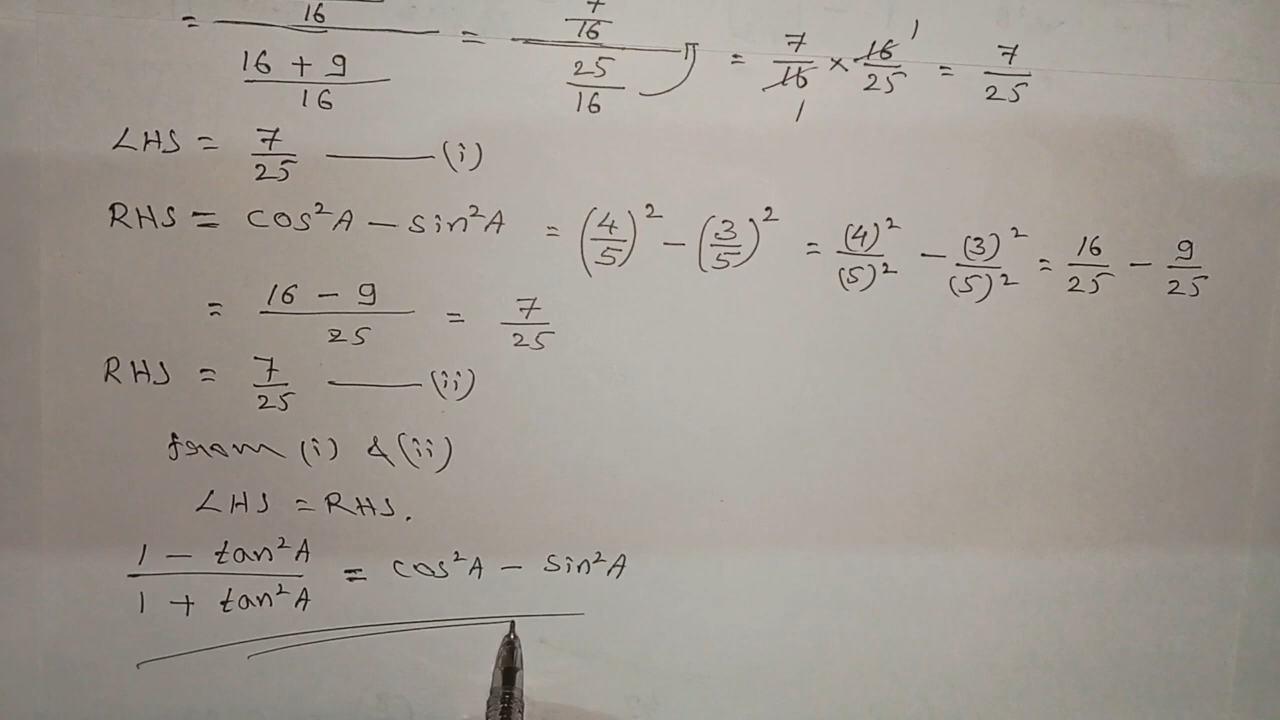 = 16/((16 + 9)/16) = (7/16)/(25/16) = 7/16 × 16/25 = 7/25
LHS = 7/25 —— (i)
RHS = cos²A − sin²A = (4/5)² − (3/5)² = (4)²/(5)² − (3)²/(5)² = 16/25 − 9/25
= (16 − 9)/25 = 7/25
RHS = 7/25 —— (ii)
from (i) & (ii)
LHS = RHS.
(1 − tan²A)/(1 + tan²A) = cos²A − sin²A